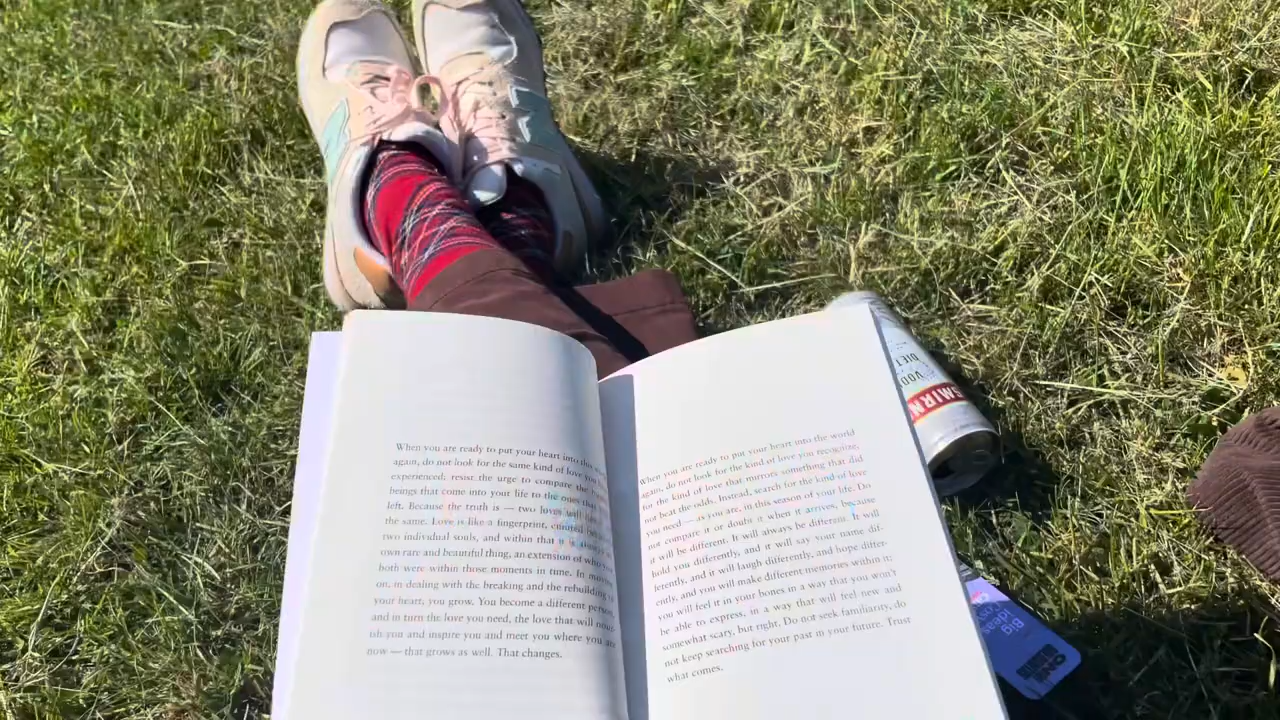 When you are ready to put your heart into this
again, do not look for the same kind of love you
experienced; resist the urge to compare the
beings that come into your life to the ones that
left. Because the truth is — two loves will
the same. Love is like a fingerprint,
two individual souls, and within that it is
own rare and beautiful thing, an extension of who
both were within those moments in time. In moving
on, in dealing with the breaking and the rebuilding of
your heart, you grow. You become a different person,
and in turn the love you need, the love that will nour-
ish you and inspire you and meet you where you are
now — that grows as well. That changes.
When you are ready to put your heart into the world
again, do not look for the kind of love you recognize,
for the kind of love that mirrors something that did
not beat the odds. Instead, search for the kind of love
you need — as you are, in this season of your life. Do
not compare it or doubt it when it arrives, because
it will be different. It will always be different. It will
hold you differently, and it will say your name dif-
ferently, and it will laugh differently, and hope differ-
ently, and you will make different memories within it;
you will feel it in your bones in a way that you won't
be able to express, in a way that will feel new and
somewhat scary, but right. Do not seek familiarity, do
not keep searching for your past in your future. Trust
what comes.
DIET
VOD
SMIRN
Big
ideas